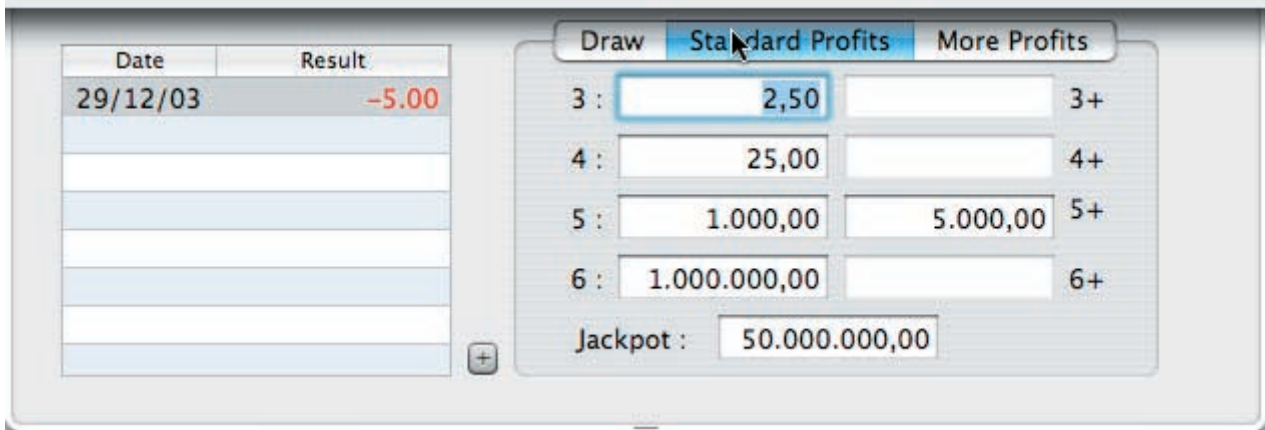 Date Result
29/12/03 -5.00
Draw Standard Profits More Profits
3 : 2,50 3+
4 : 25,00 4+
5 : 1.000,00 5.000,00 5+
6 : 1.000.000,00 6+
Jackpot : 50.000.000,00
+